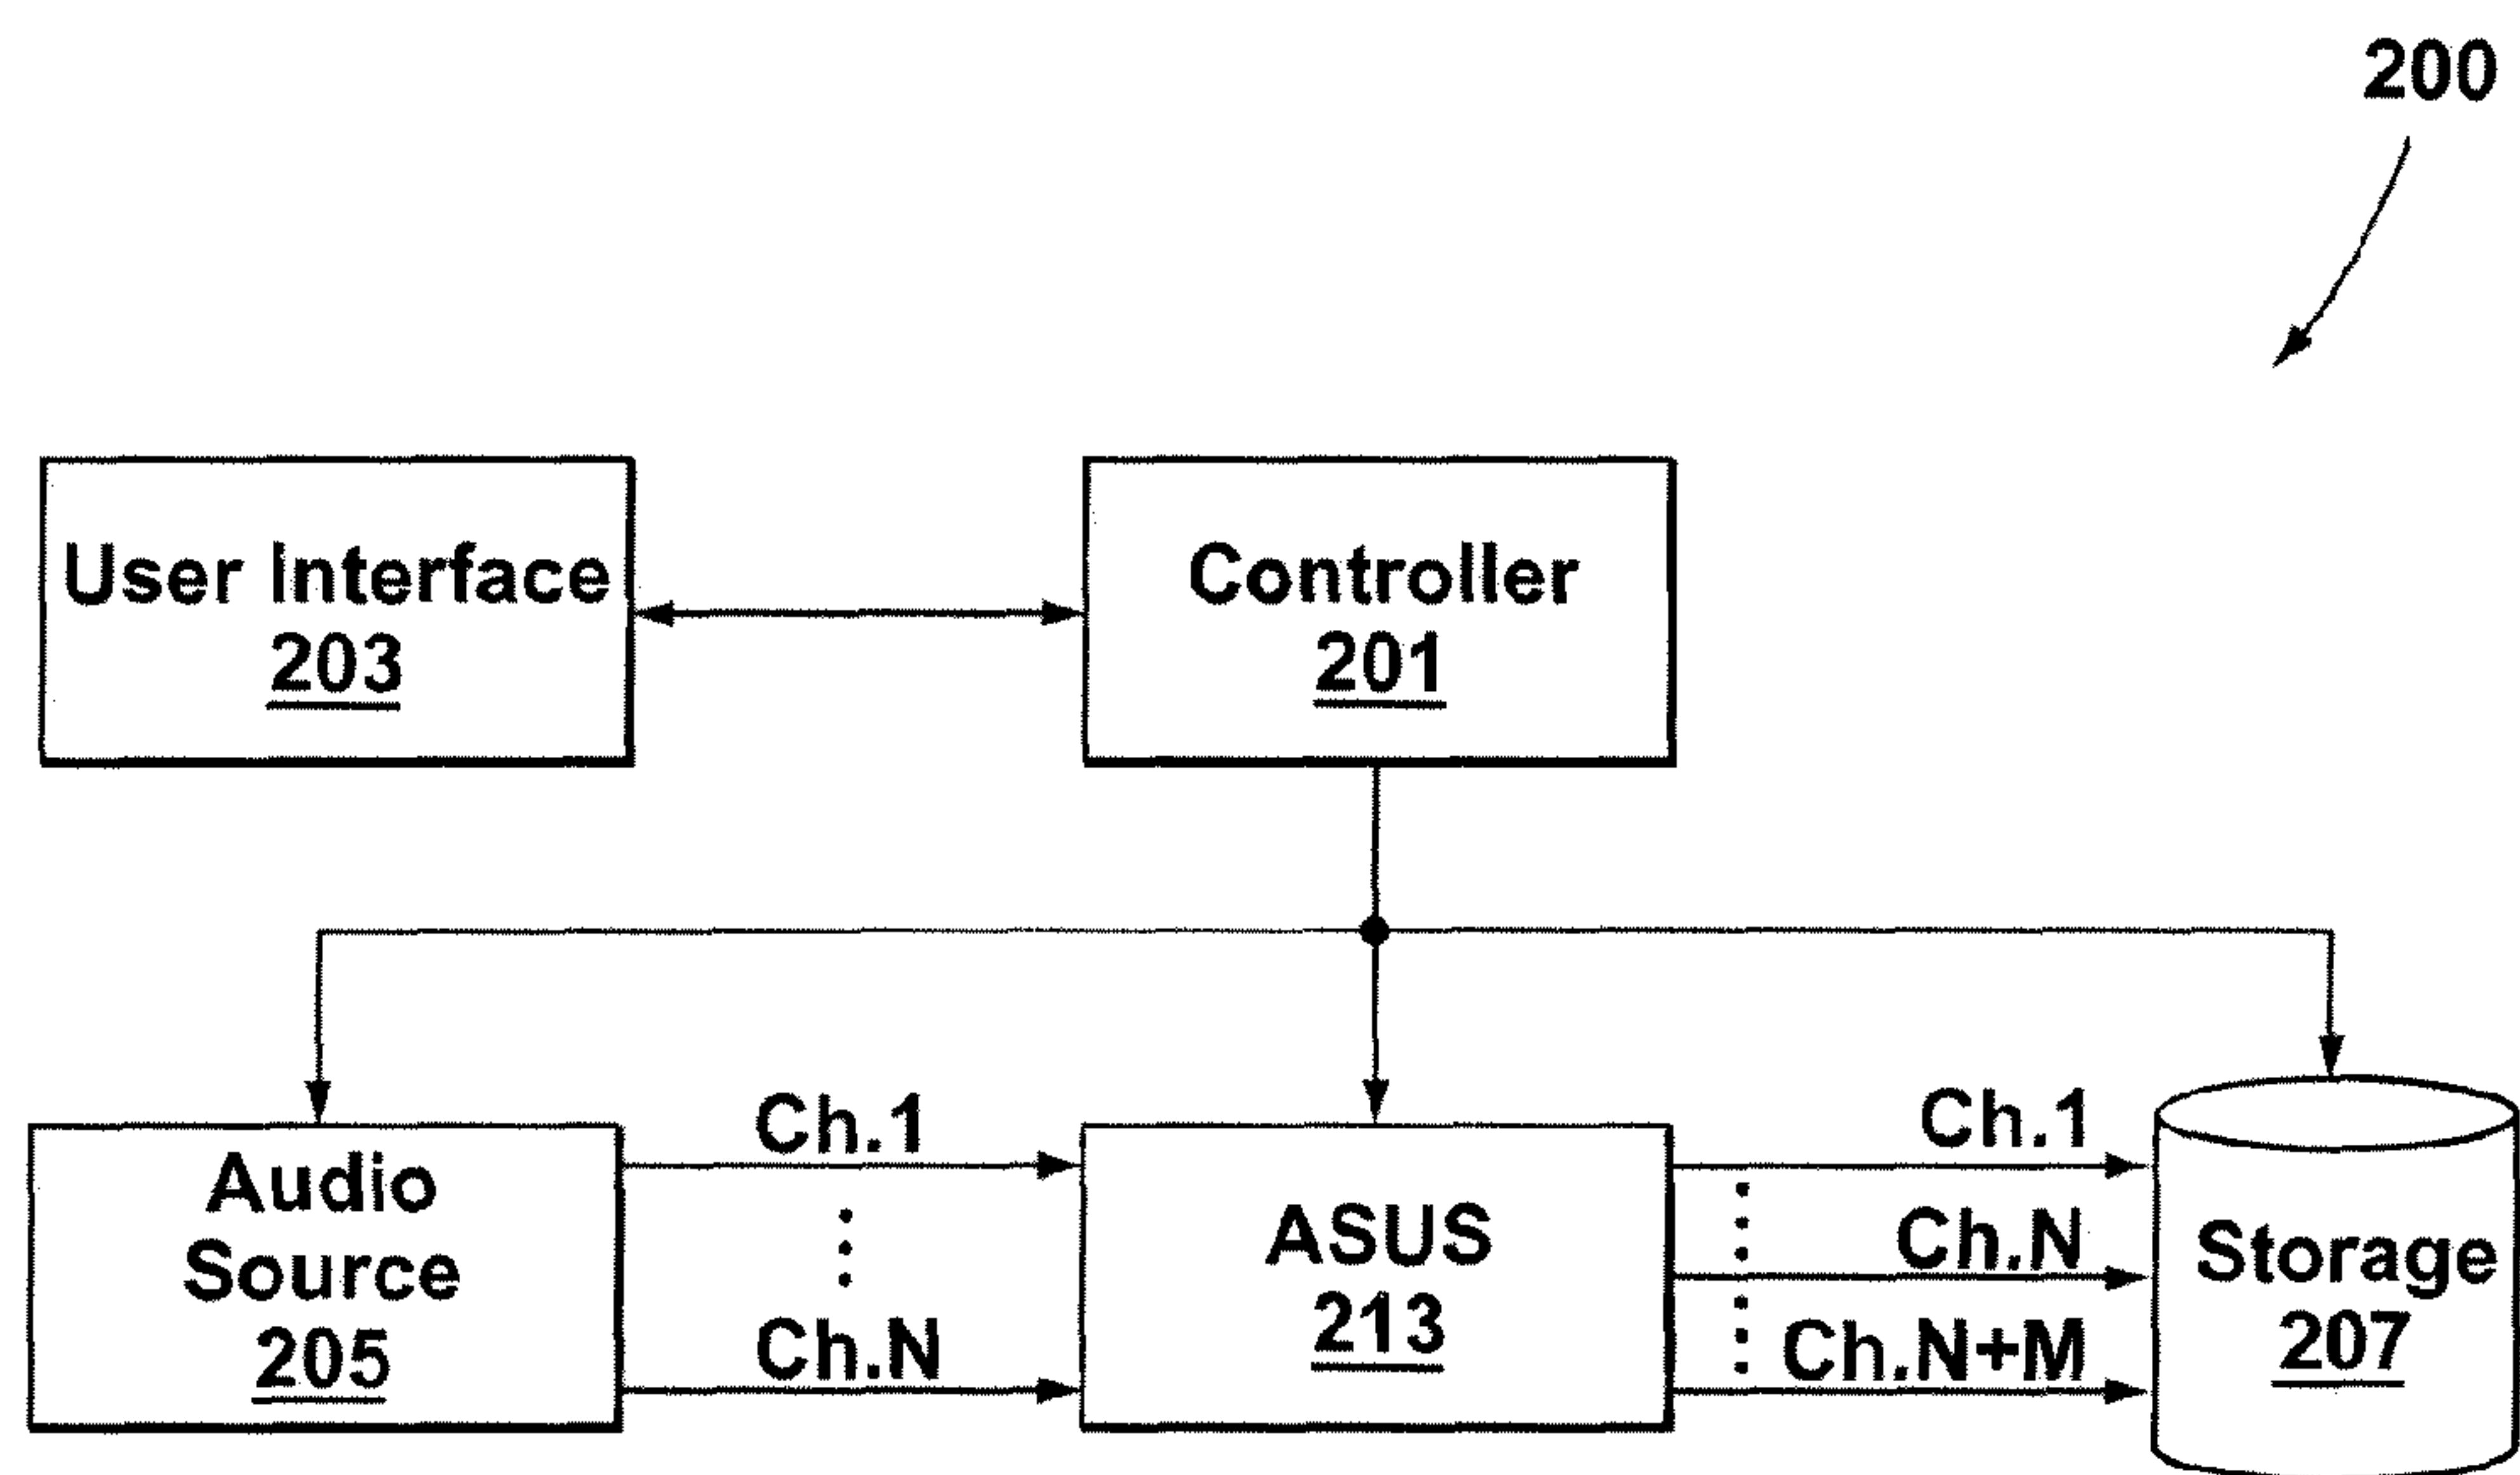 200
User Interface
203
Controller
201
Audio
Source
205
Ch.1
Ch.N
ASUS
213
Ch.1
Ch.N
Ch.N+M
Storage
207